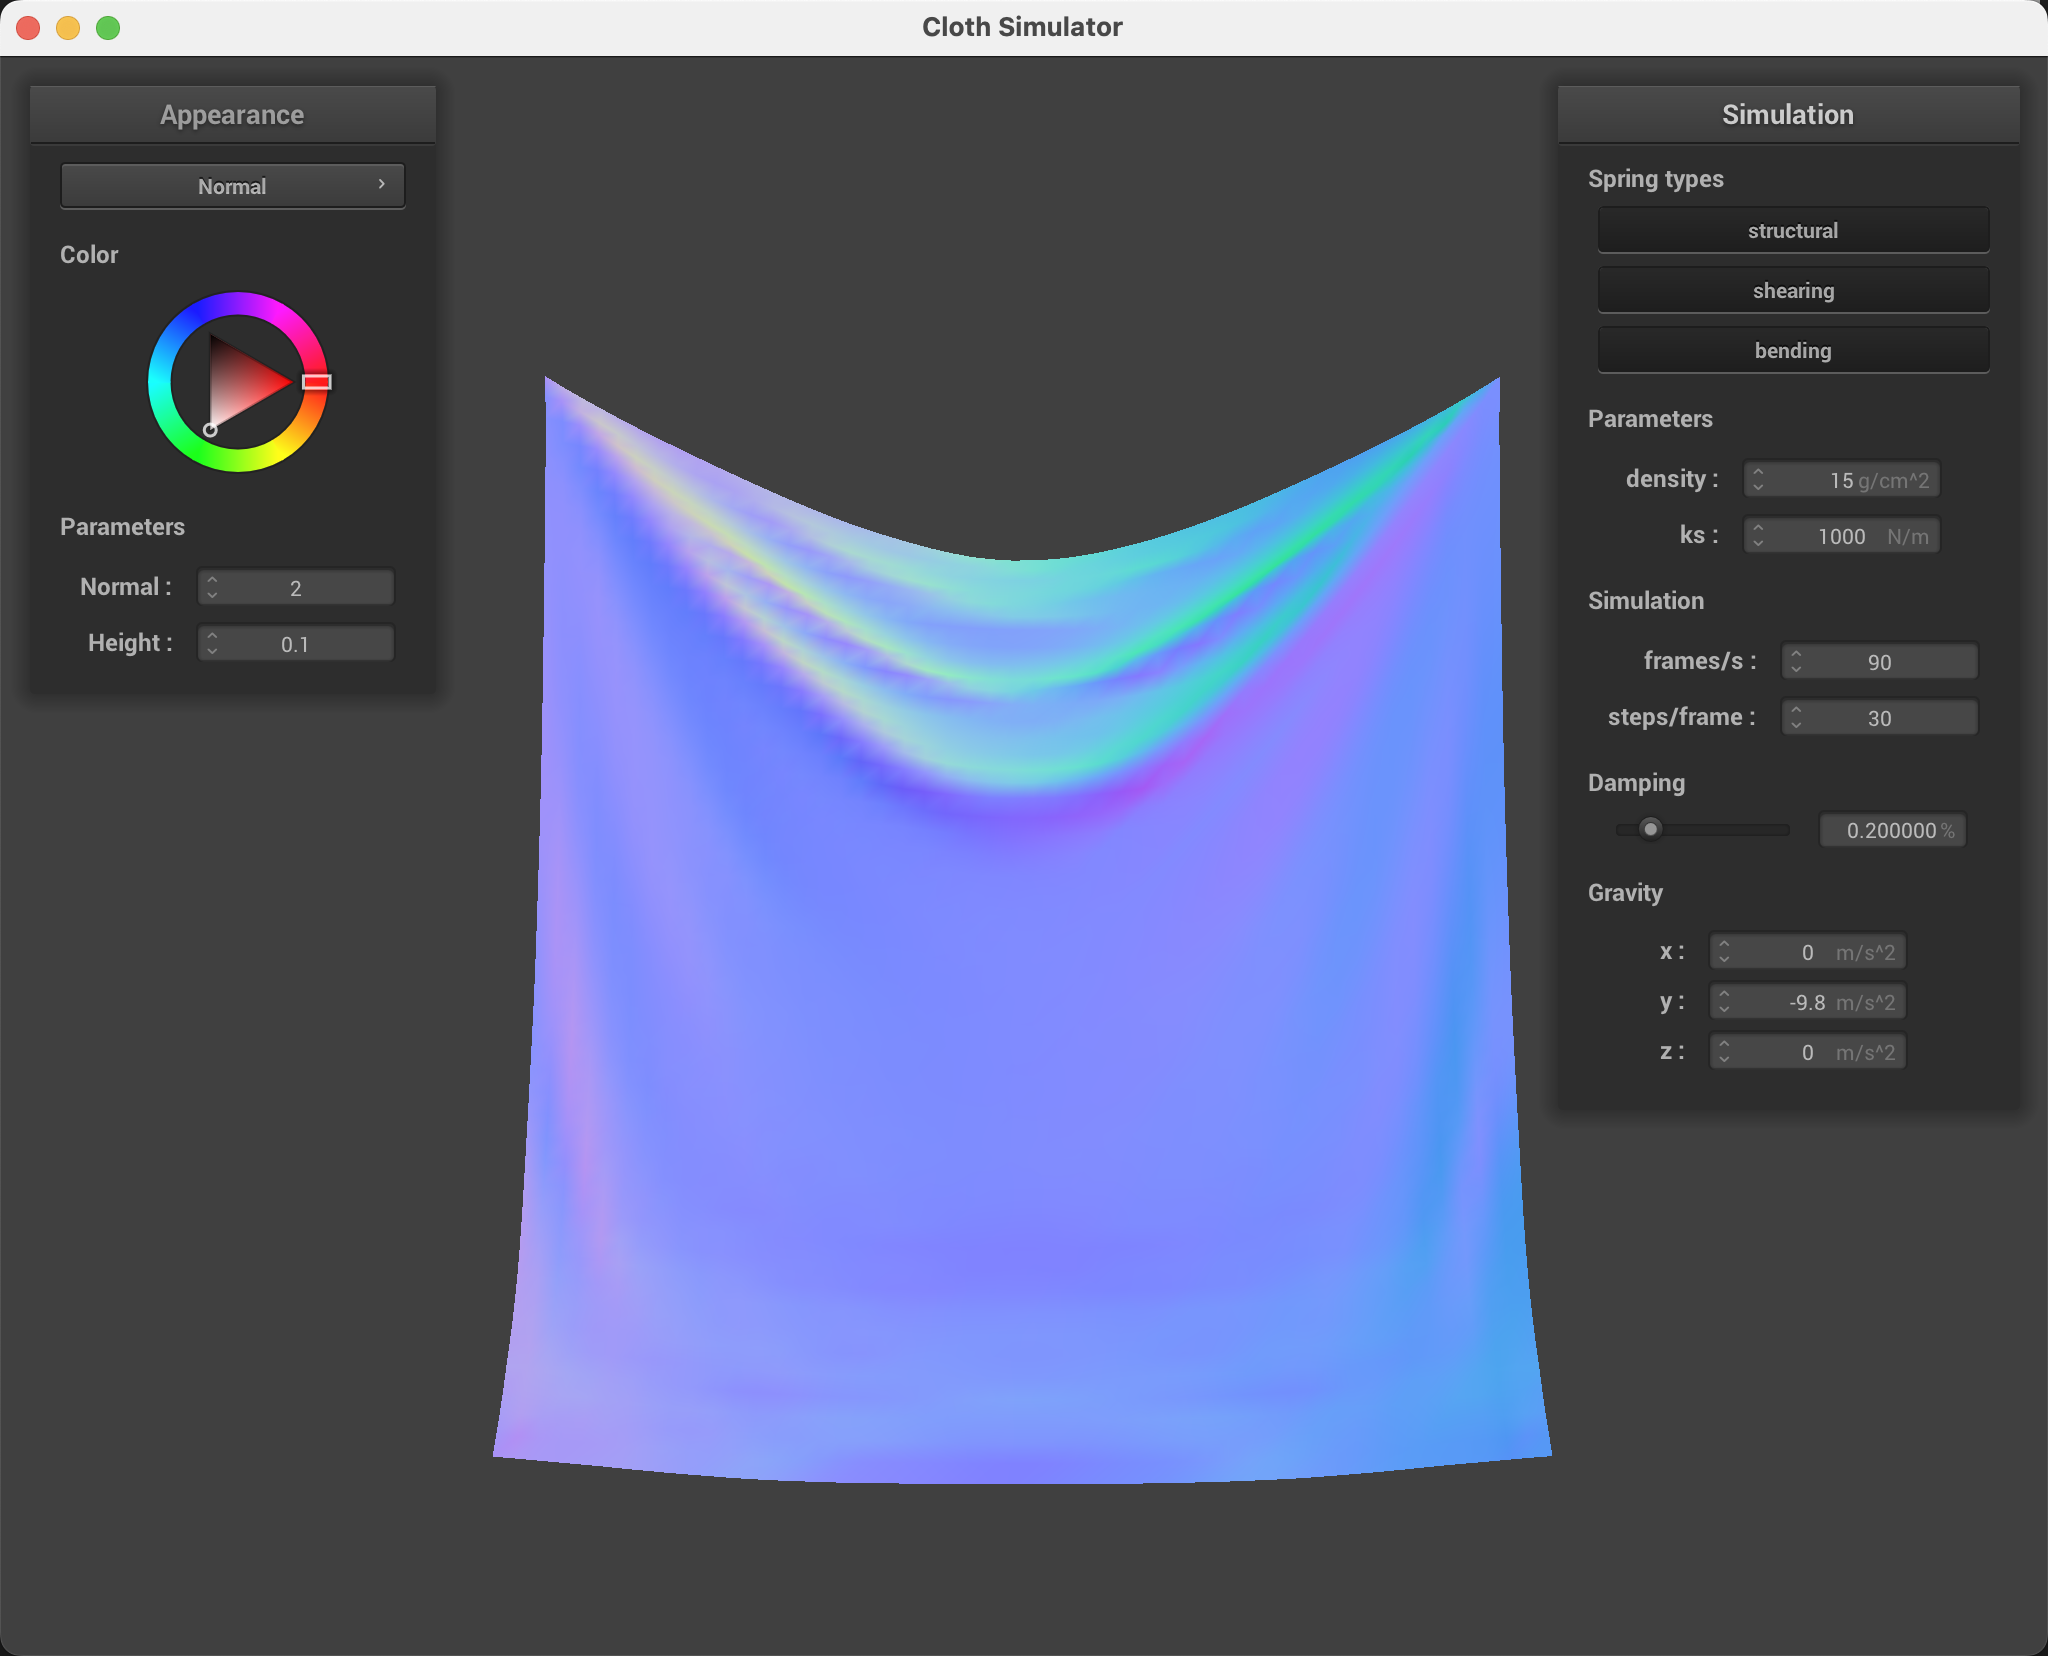 Cloth Simulator
Appearance
Normal
Color
Parameters
Normal : 2
Height : 0.1
Simulation
Spring types
structural
shearing
bending
Parameters
density : 15 g/cm^2
ks : 1000 N/m
Simulation
frames/s : 90
steps/frame : 30
Damping
0.200000 %
Gravity
x : 0 m/s^2
y : -9.8 m/s^2
z : 0 m/s^2